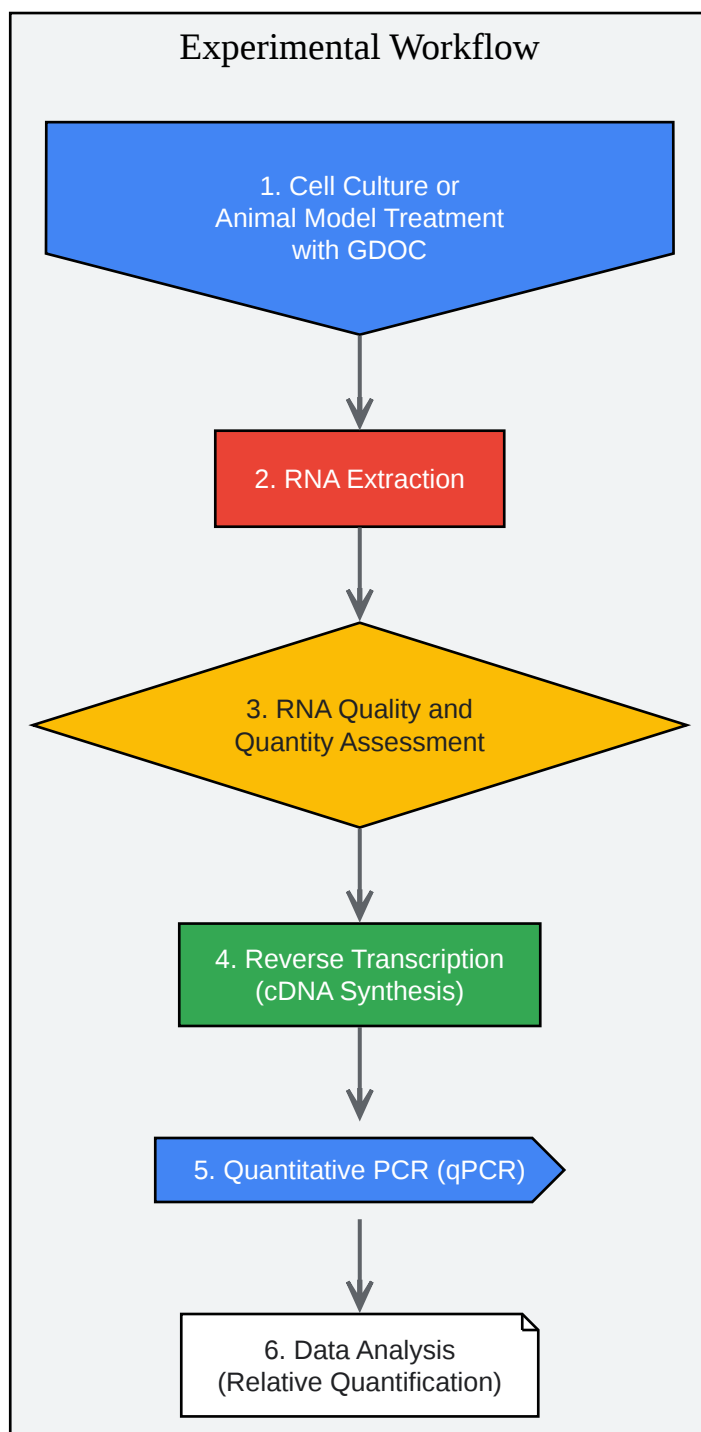 Experimental Workflow
1. Cell Culture or
Animal Model Treatment
with GDOC
2. RNA Extraction
3. RNA Quality and
Quantity Assessment
4. Reverse Transcription
(cDNA Synthesis)
5. Quantitative PCR (qPCR)
6. Data Analysis
(Relative Quantification)